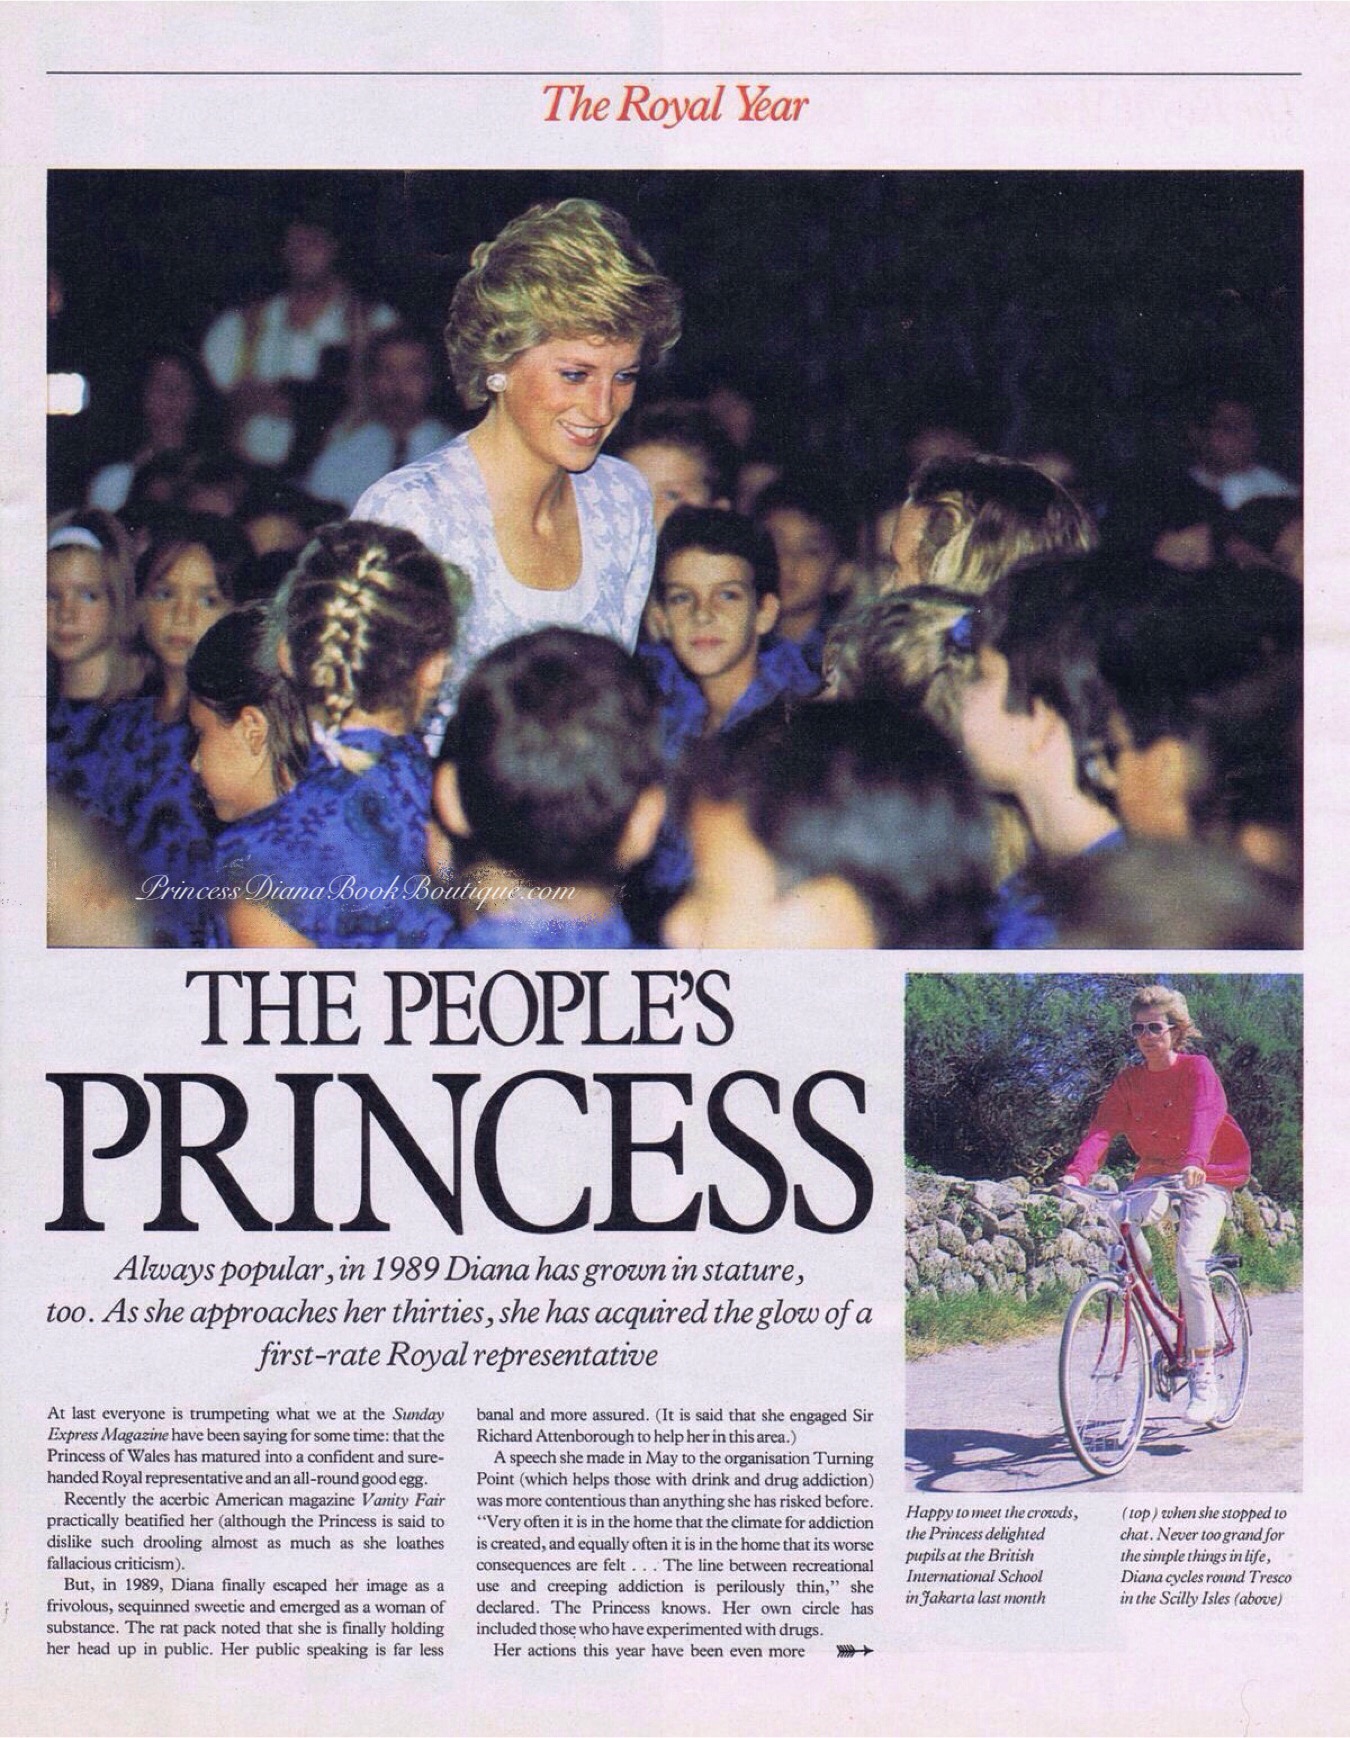 The Royal Year
PrincessDianaBookBoutique.com
THE PEOPLE'S
PRINCESS
Always popular, in 1989 Diana has grown in stature,
too. As she approaches her thirties, she has acquired the glow of a
first-rate Royal representative
At last everyone is trumpeting what we at the Sunday
Express Magazine have been saying for some time: that the
Princess of Wales has matured into a confident and sure-
handed Royal representative and an all-round good egg.
Recently the acerbic American magazine Vanity Fair
practically beatified her (although the Princess is said to
dislike such drooling almost as much as she loathes
fallacious criticism).
But, in 1989, Diana finally escaped her image as a
frivolous, sequinned sweetie and emerged as a woman of
substance. The rat pack noted that she is finally holding
her head up in public. Her public speaking is far less
banal and more assured. (It is said that she engaged Sir
Richard Attenborough to help her in this area.)
A speech she made in May to the organisation Turning
Point (which helps those with drink and drug addiction)
was more contentious than anything she has risked before.
“Very often it is in the home that the climate for addiction
is created, and equally often it is in the home that its worse
consequences are felt . . . The line between recreational
use and creeping addiction is perilously thin,” she
declared. The Princess knows. Her own circle has
included those who have experimented with drugs.
Her actions this year have been even more
Happy to meet the crowds,
the Princess delighted
pupils at the British
International School
in Jakarta last month
(top) when she stopped to
chat. Never too grand for
the simple things in life,
Diana cycles round Tresco
in the Scilly Isles (above)